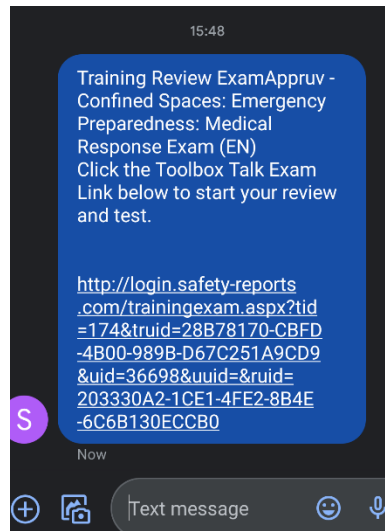 15:48
Training Review ExamAppruv -
Confined Spaces: Emergency
Preparedness: Medical
Response Exam (EN)
Click the Toolbox Talk Exam
Link below to start your review
and test.
http://login.safety-reports
.com/trainingexam.aspx?tid
=174&truid=28B78170-CBFD
-4B00-989B-D67C251A9CD9
&uid=36698&uuid=&ruid=
203330A2-1CE1-4FE2-8B4E
-6C6B130ECCB0
S
Now
Text message